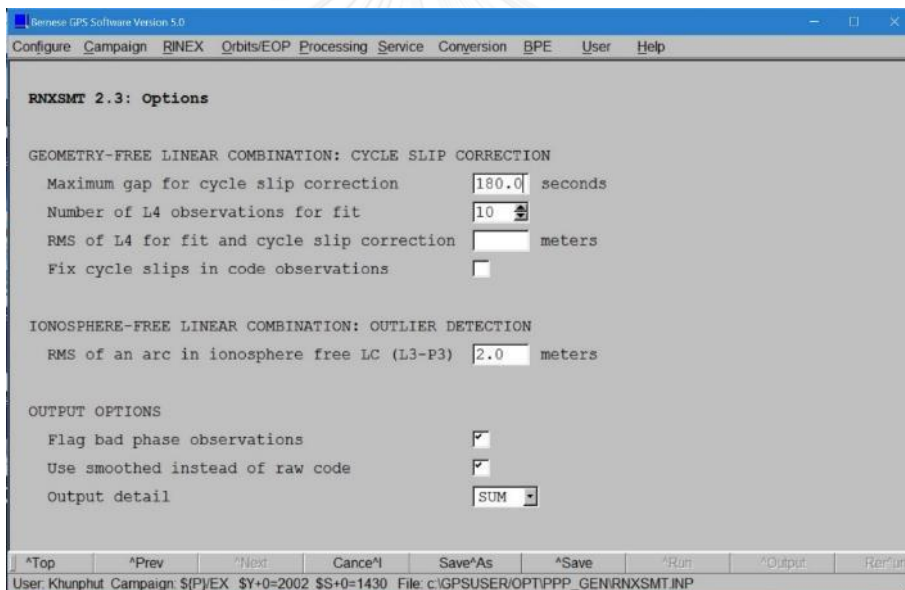 Bernese GPS Software Version 5.0
Configure Campaign RINEX Orbits/EOP Processing Service Conversion BPE User Help
RNXSMT 2.3: Options
GEOMETRY-FREE LINEAR COMBINATION: CYCLE SLIP CORRECTION
Maximum gap for cycle slip correction 180.0 seconds
Number of L4 observations for fit 10
RMS of L4 for fit and cycle slip correction meters
Fix cycle slips in code observations
IONOSPHERE-FREE LINEAR COMBINATION: OUTLIER DETECTION
RMS of an arc in ionosphere free LC (L3-P3) 2.0 meters
OUTPUT OPTIONS
Flag bad phase observations
Use smoothed instead of raw code
Output detail SUM
^Top ^Prev ^Next Cance^l Save^As ^Save ^Run ^Output
User: Khunphut Campaign: ${P}/EX $Y+0=2002 $S+0=1430 File: c:\GPSUSER/OPT\PPP_GEN\RNXSMT.INP